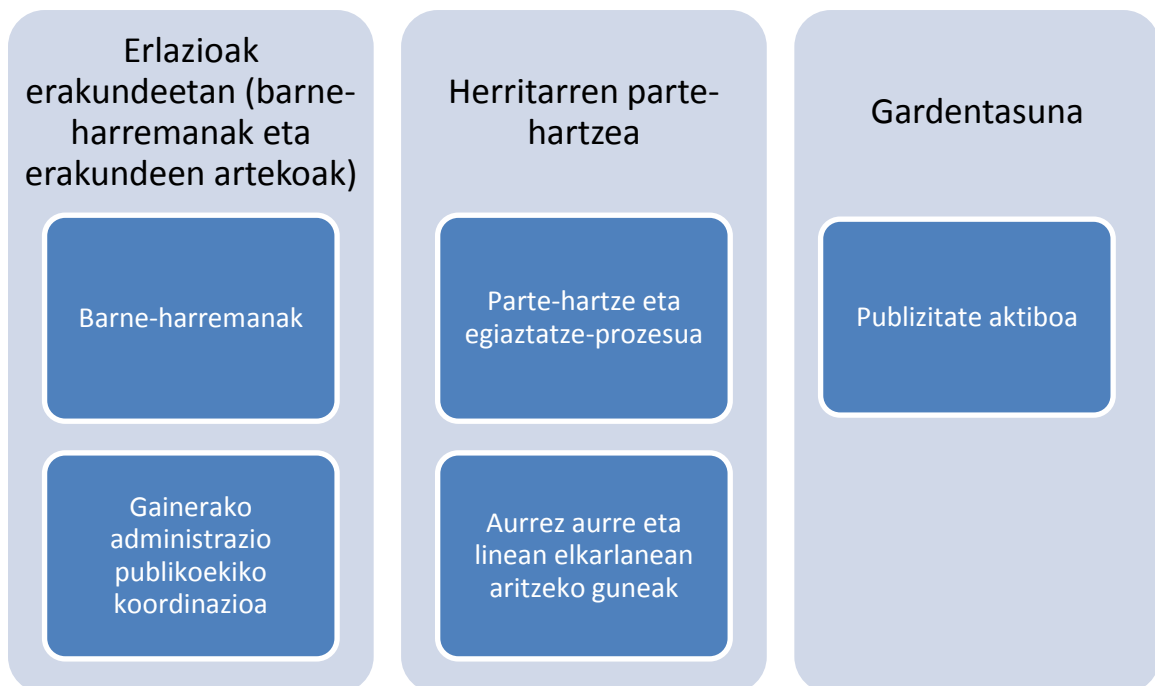 Erlazioak
erakundeetan (barne-
harremanak eta
erakundeen artekoak)
Barne-harremanak
Gainerako
administrazio
publikoekiko
koordinazioa
Herritarren parte-
hartzea
Parte-hartze eta
egiaztatze-prozesua
Aurrez aurre eta
linean elkarlanean
aritzeko guneak
Gardentasuna
Publizitate aktiboa